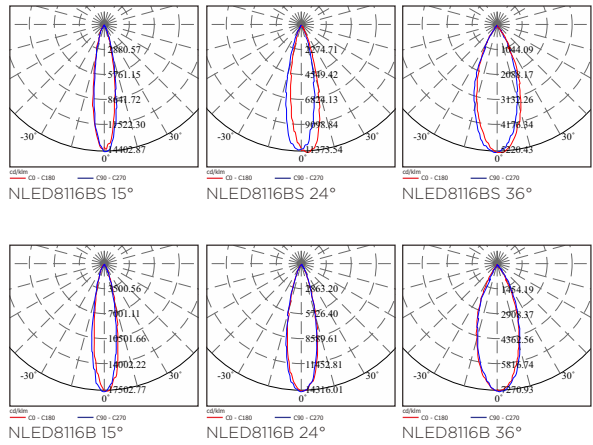 2880.57
5761.15
8641.72
11522.30
14402.87
-30° 30°
0°
cd/klm
C0 - C180 C90 - C270
NLED8116BS 15°
2274.71
4549.42
6824.13
9098.84
11373.54
-30° 30°
0°
cd/klm
C0 - C180 C90 - C270
NLED8116BS 24°
1044.09
2088.17
3132.26
4176.34
5220.43
-30° 30°
0°
cd/klm
C0 - C180 C90 - C270
NLED8116BS 36°
3500.56
7001.11
10501.66
14002.22
17502.77
-30° 30°
0°
cd/klm
C0 - C180 C90 - C270
NLED8116B 15°
2863.20
5726.40
8589.61
11452.81
14316.01
-30° 30°
0°
cd/klm
C0 - C180 C90 - C270
NLED8116B 24°
1454.19
2908.37
4362.56
5816.74
7270.93
-30° 30°
0°
cd/klm
C0 - C180 C90 - C270
NLED8116B 36°